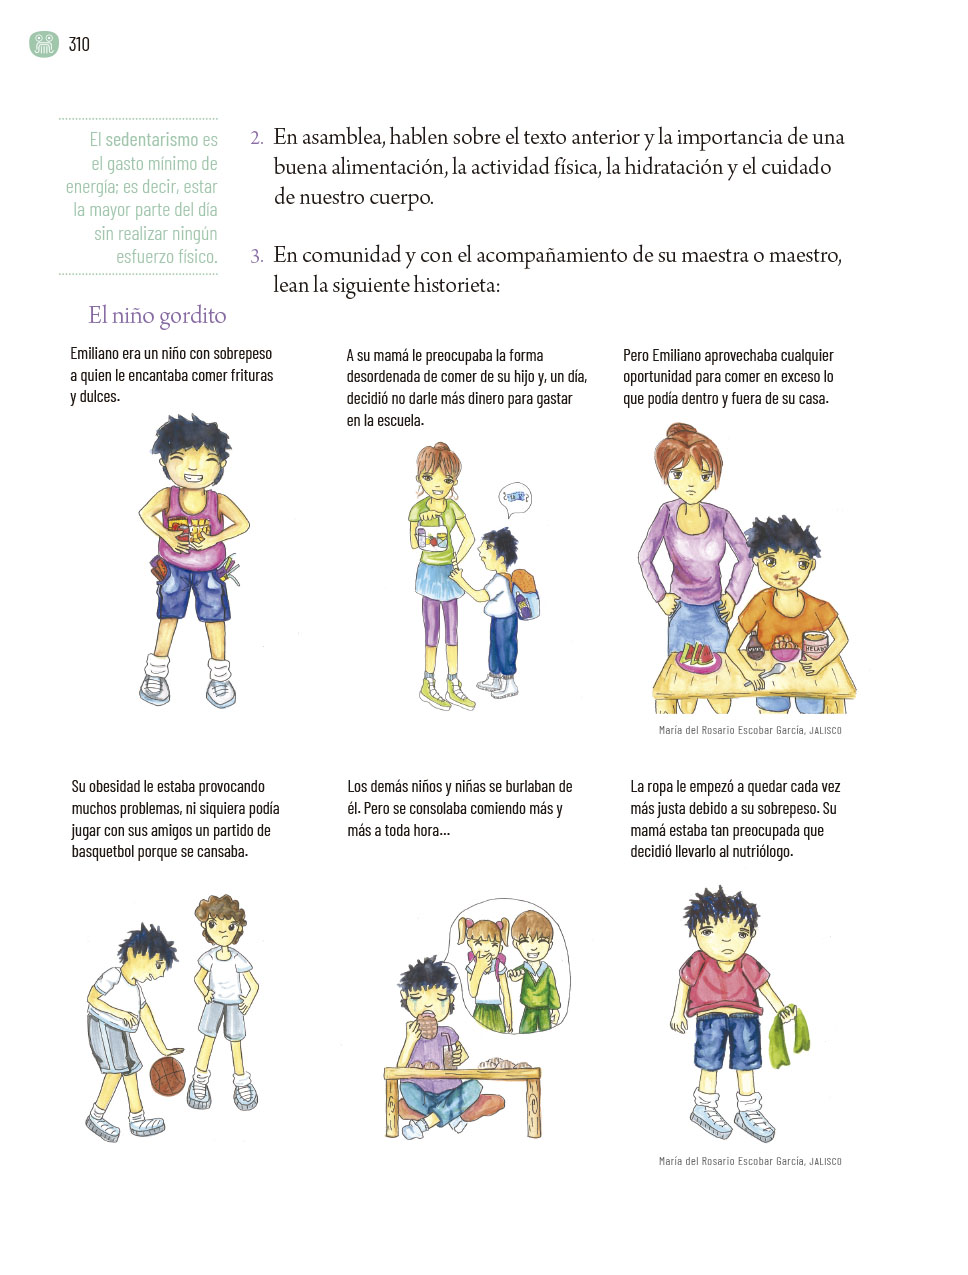 310
El sedentarismo es
el gasto mínimo de
energía; es decir, estar
la mayor parte del día
sin realizar ningún
esfuerzo físico.
2. En asamblea, hablen sobre el texto anterior y la importancia de una
buena alimentación, la actividad física, la hidratación y el cuidado
de nuestro cuerpo.
3. En comunidad y con el acompañamiento de su maestra o maestro,
lean la siguiente historieta:
El niño gordito
Emiliano era un niño con sobrepeso
a quien le encantaba comer frituras
y dulces.
A su mamá le preocupaba la forma
desordenada de comer de su hijo y, un día,
decidió no darle más dinero para gastar
en la escuela.
Pero Emiliano aprovechaba cualquier
oportunidad para comer en exceso lo
que podía dentro y fuera de su casa.
HELADO
María del Rosario Escobar García, JALISCO
Su obesidad le estaba provocando
muchos problemas, ni siquiera podía
jugar con sus amigos un partido de
basquetbol porque se cansaba.
Los demás niños y niñas se burlaban de
él. Pero se consolaba comiendo más y
más a toda hora...
La ropa le empezó a quedar cada vez
más justa debido a su sobrepeso. Su
mamá estaba tan preocupada que
decidió llevarlo al nutriólogo.
María del Rosario Escobar García, JALISCO